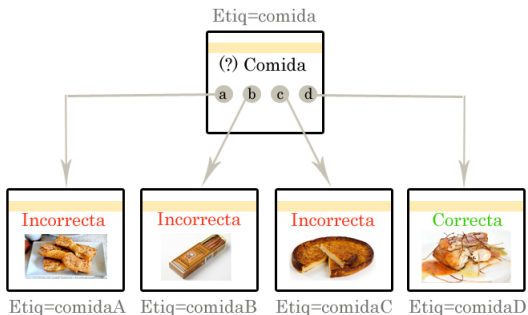 Etiq=comida
(?) Comida
a b c d
Incorrecta Incorrecta Incorrecta Correcta
Etiq=comidaA Etiq=comidaB Etiq=comidaC Etiq=comidaD